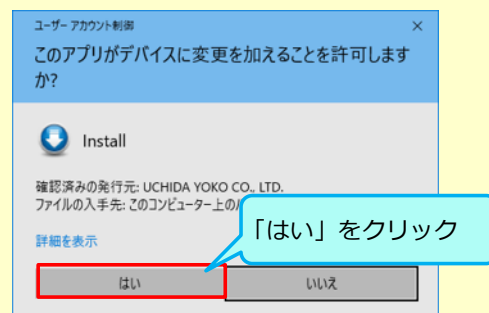 ユーザー アカウント制御
このアプリがデバイスに変更を加えることを許可します
か?
Install
確認済みの発行元: UCHIDA YOKO CO., LTD.
ファイルの入手先: このコンピューター上の
「はい」をクリック
詳細を表示
はい
いいえ